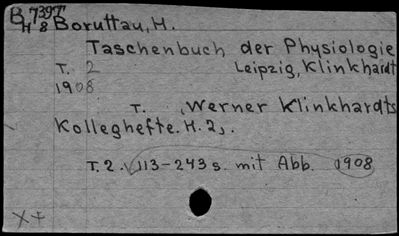 B 739T
H 8 Boruttau, H.
Taschenbuch der Physiologie
T. 2 Leipzig, Klinkhardt
1908
T. (Werner Klinkhardts
Kolleghefte. H. 2).
T. 2. 113-243 s. mit Abb. 1908
X+